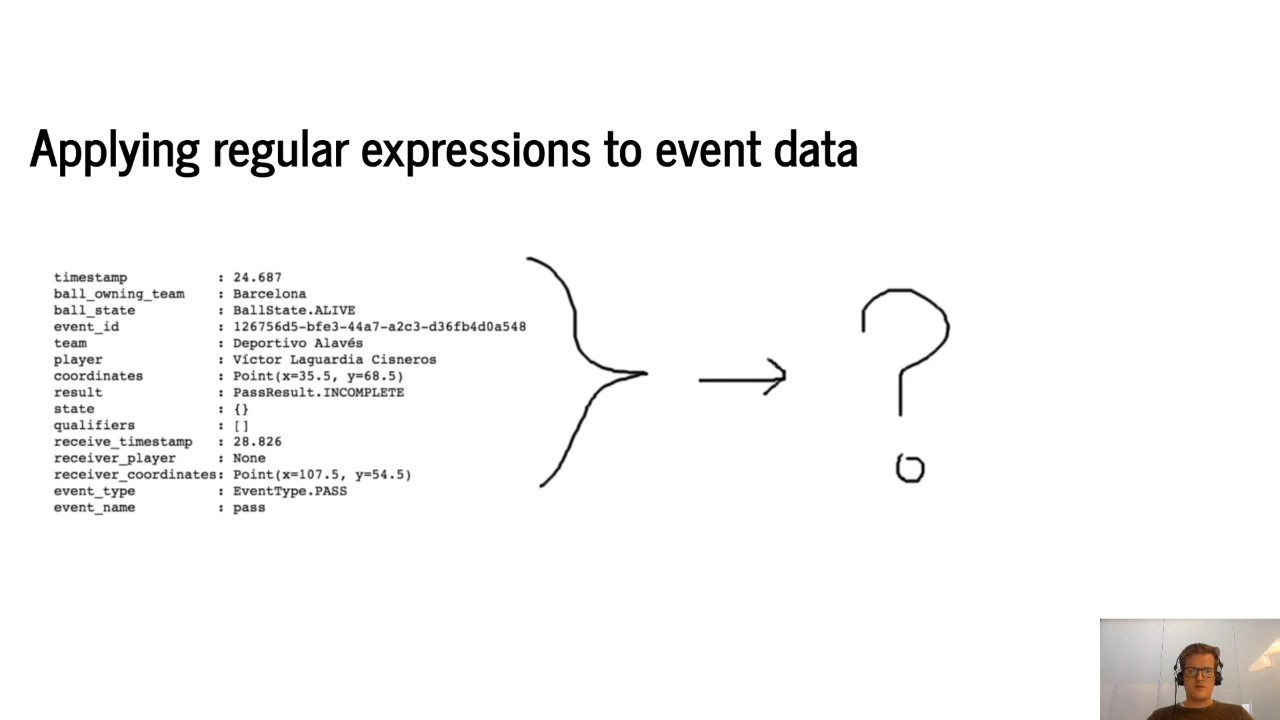 Applying regular expressions to event data
timestamp : 24.687
ball_owning_team : Barcelona
ball_state : BallState.ALIVE
event_id : 126756d5-bfe3-44a7-a2c3-d36fb4d0a548
team : Deportivo Alavés
player : Víctor Laguardia Cisneros
coordinates : Point(x=35.5, y=68.5)
result : PassResult.INCOMPLETE
state : {}
qualifiers : []
receive_timestamp : 28.826
receiver_player : None
receiver_coordinates: Point(x=107.5, y=54.5)
event_type : EventType.PASS
event_name : pass
?